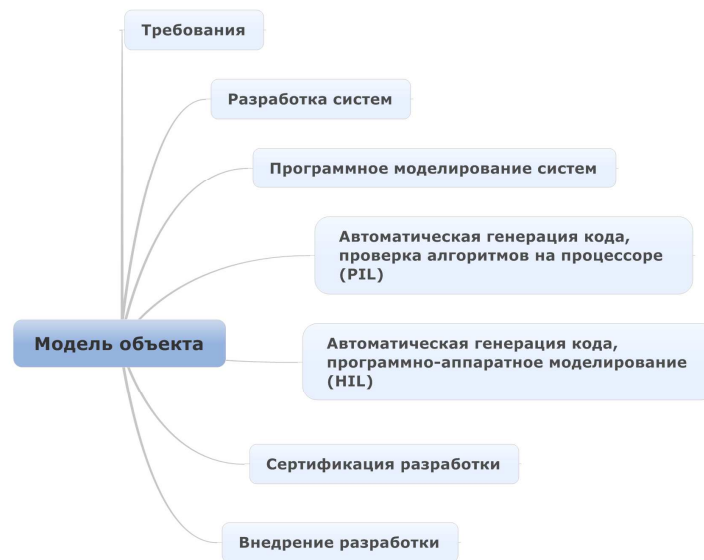 Требования
Разработка систем
Программное моделирование систем
Автоматическая генерация кода,
проверка алгоритмов на процессоре
(PIL)
Модель объекта
Автоматическая генерация кода,
программно-аппаратное моделирование
(HIL)
Сертификация разработки
Внедрение разработки